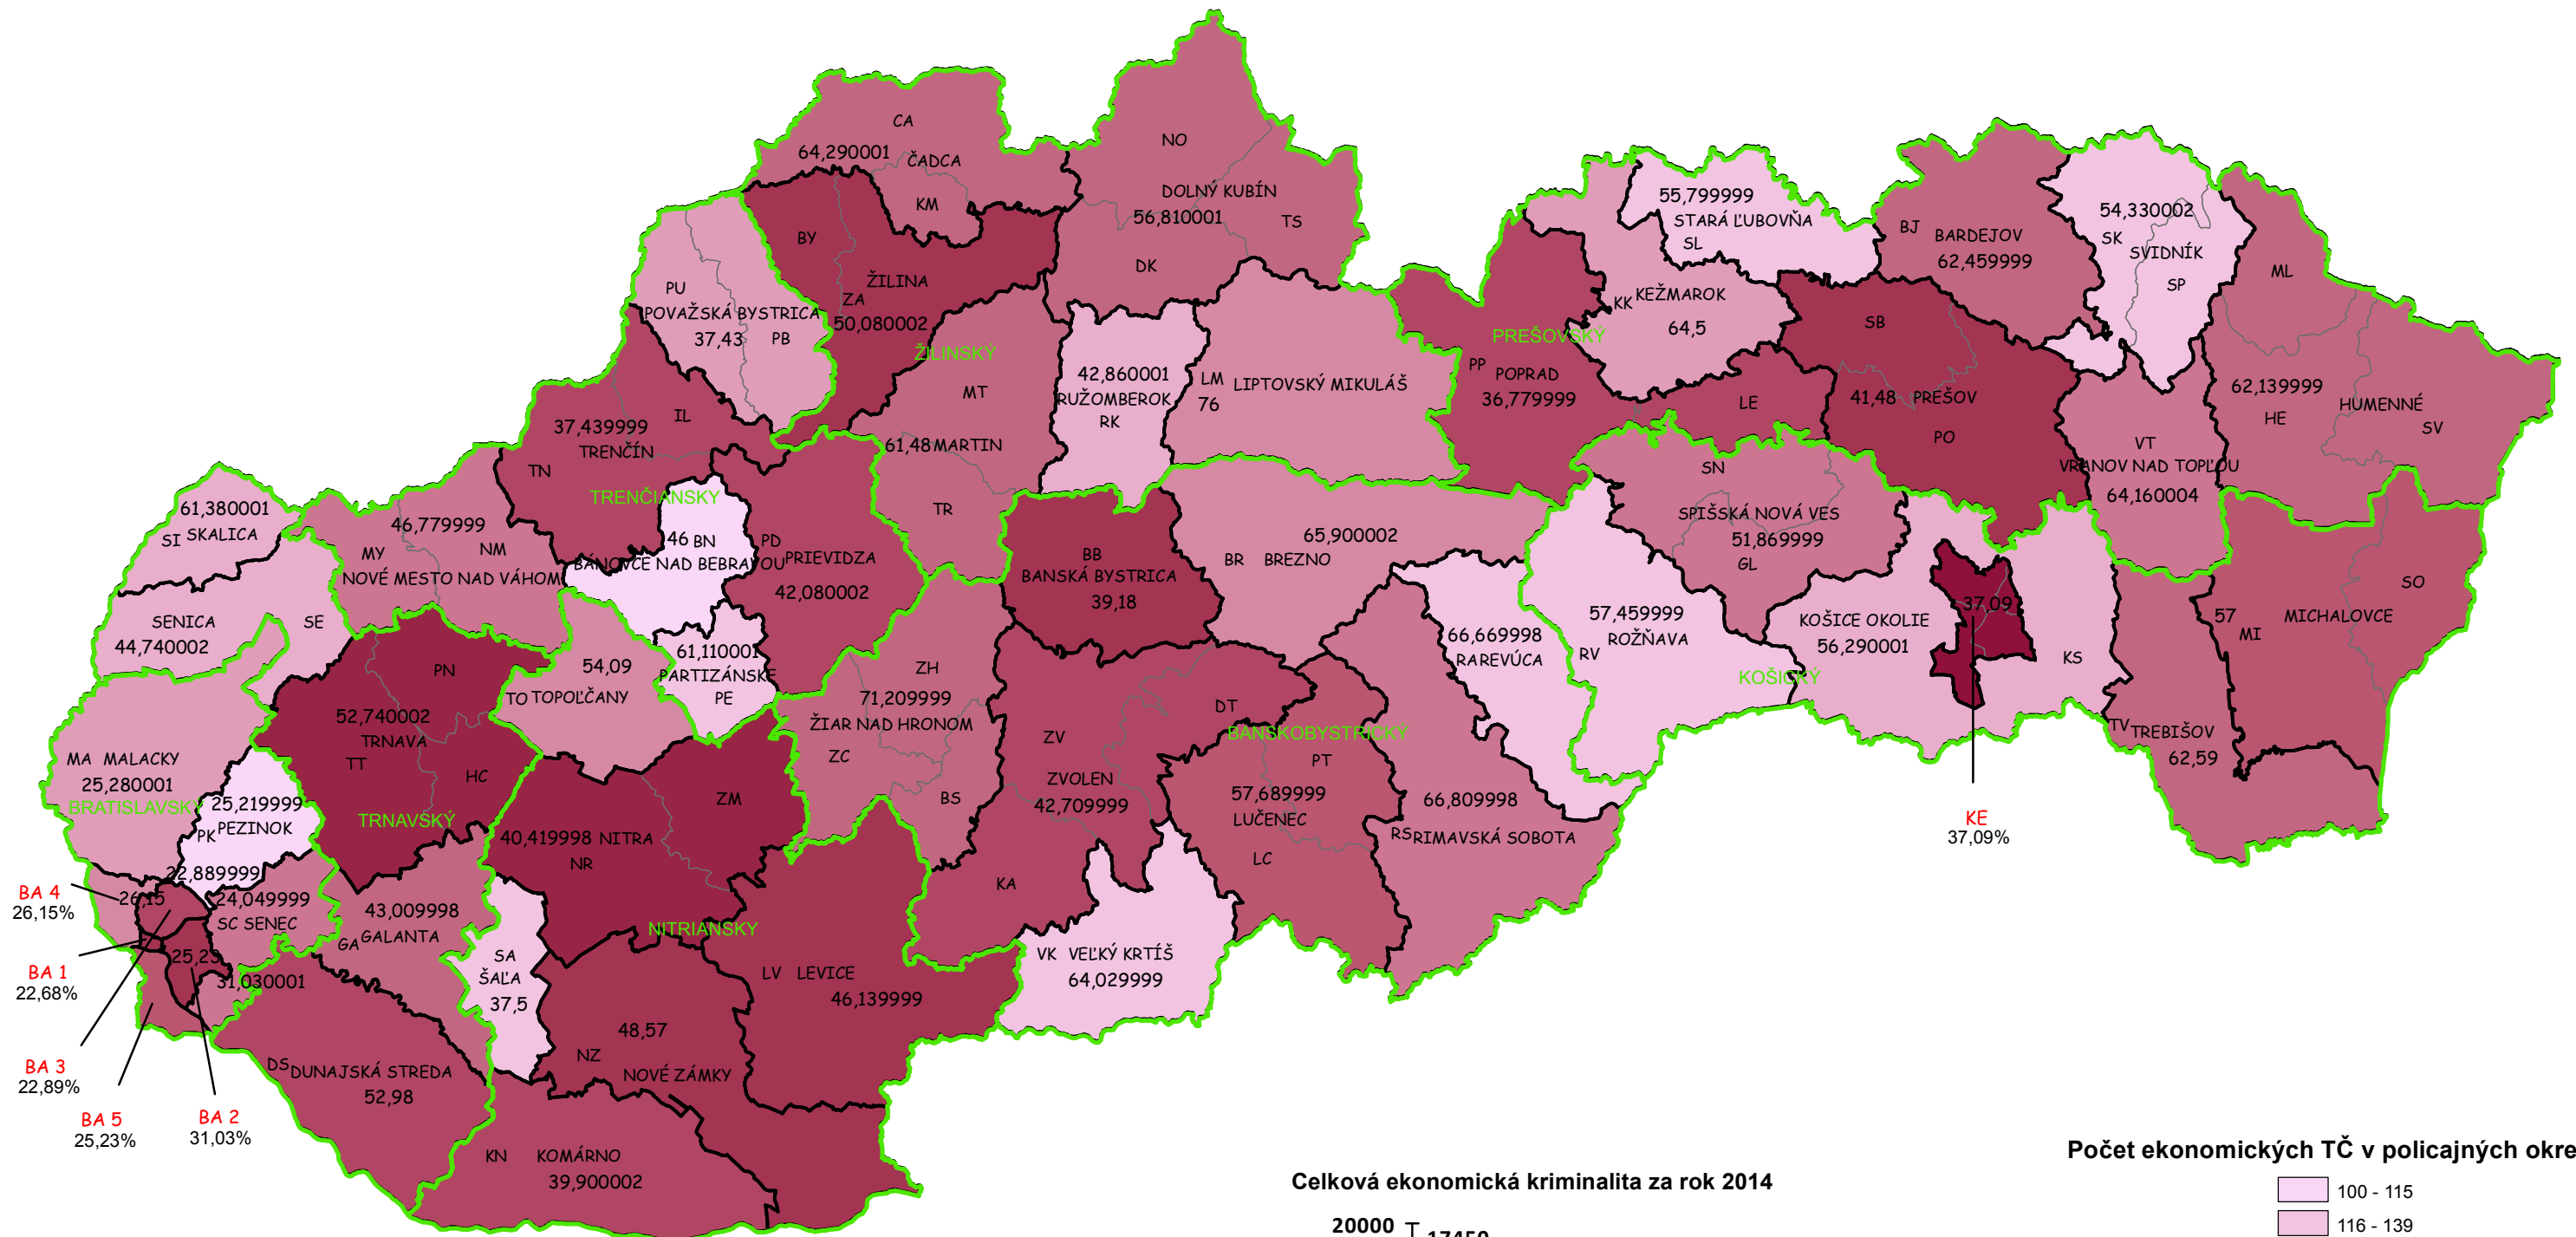 CA
64,290001
ČADCA
KM
NO
DOLNÝ KUBÍN
56,810001
TS
DK
BY
ŽILINA
ZA
50,080002
ŽILINSKÝ
PU
POVAŽSKÁ BYSTRICA
37,43
PB
MT
61,48 MARTIN
TR
42,860001
RUŽOMBEROK
RK
LM LIPTOVSKÝ MIKULÁŠ
76
55,799999
STARÁ ĽUBOVŇA
SL
KK KEŽMAROK
64,5
PREŠOVSKÝ
PP
POPRAD
36,779999
LE
SB
41,48 PREŠOV
PO
BJ
BARDEJOV
62,459999
54,330002
SK
SVIDNÍK
SP
ML
62,139999
HUMENNÉ
HE
SV
VT
VRANOV NAD TOPĽOU
64,160004
37,439999
TRENČÍN
IL
TN
TRENČIANSKY
46 BN
BÁNOVCE NAD BEBRAVOU
PD
PRIEVIDZA
42,080002
61,380001
SI SKALICA
46,779999
MY
NM
NOVÉ MESTO NAD VÁHOM
SENICA
44,740002
SE
61,110001
PARTIZÁNSKE
PE
54,09
TO TOPOĽČANY
PN
52,740002
TRNAVA
TT
HC
TRNAVSKÝ
MA MALACKY
25,280001
BRATISLAVSKÝ
25,219999
PEZINOK
PK
22,889999
26,15
24,049999
SC SENEC
25,23
31,030001
43,009998
GA GALANTA
SA
ŠAĽA
37,5
ZM
40,419998 NITRA
NR
NITRIANSKY
ZH
71,209999
ŽIAR NAD HRONOM
ZC
BS
BB
BANSKÁ BYSTRICA
39,18
65,900002
BR BREZNO
DT
ZV
ZVOLEN
42,709999
KA
BANSKOBYSTRICKÝ
PT
57,689999
LUČENEC
LC
66,669998
RA REVÚCA
66,809998
RS RIMAVSKÁ SOBOTA
SN
SPIŠSKÁ NOVÁ VES
51,869999
GL
57,459999
ROŽŇAVA
RV
KOŠICE OKOLIE
56,290001
KOŠICKÝ
37,09
KS
57
MI
MICHALOVCE
SO
TV TREBIŠOV
62,59
KE
37,09%
VK VEĽKÝ KRTÍŠ
64,029999
LV LEVICE
46,139999
48,57
NZ
NOVÉ ZÁMKY
DS DUNAJSKÁ STREDA
52,98
KN KOMÁRNO
39,900002
BA 4
26,15%
BA 1
22,68%
BA 3
22,89%
BA 5
25,23%
BA 2
31,03%
Celková ekonomická kriminalita za rok 2014
20000
17450
Počet ekonomických TČ v policajných okre
100 - 115
116 - 139